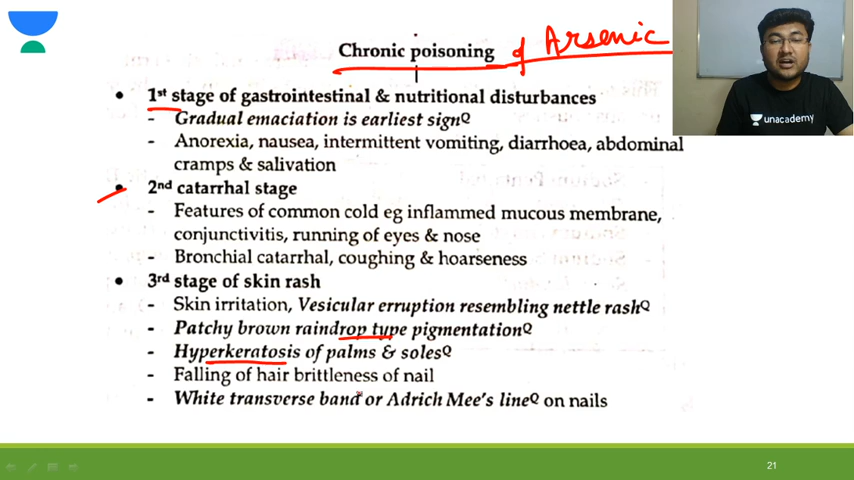 Chronic poisoning of Arsenic
unacademy
• 1st stage of gastrointestinal & nutritional disturbances
- Gradual emaciation is earliest signQ
- Anorexia, nausea, intermittent vomiting, diarrhoea, abdominal
cramps & salivation
• 2nd catarrhal stage
- Features of common cold eg inflammed mucous membrane,
conjunctivitis, running of eyes & nose
- Bronchial catarrhal, coughing & hoarseness
• 3rd stage of skin rash
- Skin irritation, Vesicular erruption resembling nettle rashQ
- Patchy brown raindrop type pigmentationQ
- Hyperkeratosis of palms & solesQ
- Falling of hair brittleness of nail
- White transverse band or Adrich Mee's lineQ on nails
21